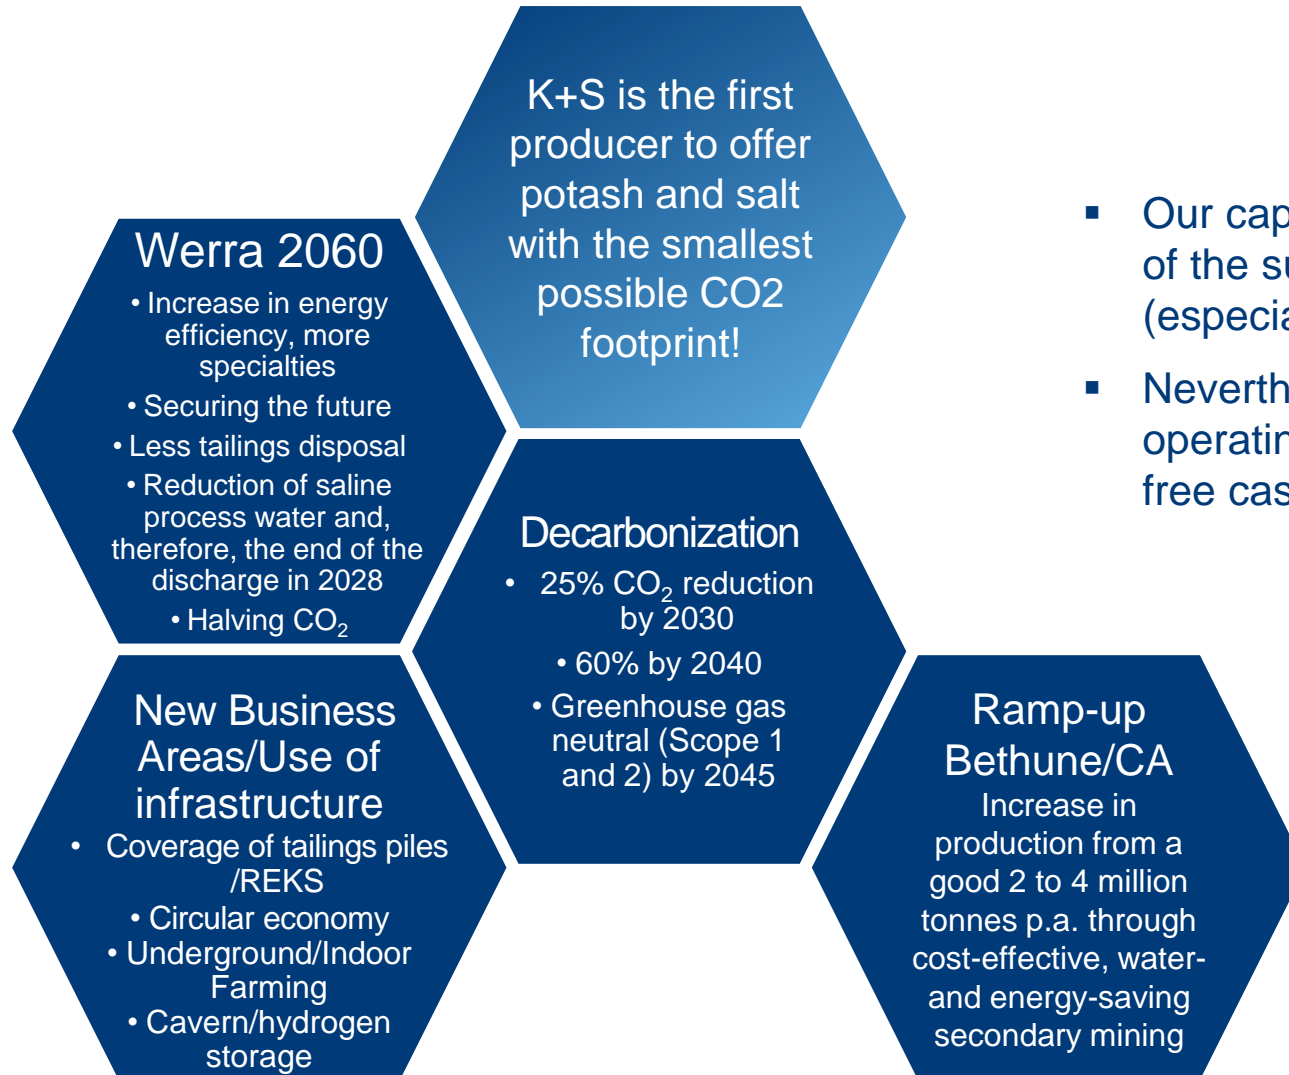 K+S is the first
producer to offer
potash and salt
with the smallest
possible CO2
footprint!
Werra 2060
• Increase in energy
efficiency, more
specialties
• Securing the future
• Less tailings disposal
• Reduction of saline
process water and,
therefore, the end of the
discharge in 2028
• Halving CO₂
Decarbonization
• 25% CO₂ reduction
by 2030
• 60% by 2040
• Greenhouse gas
neutral (Scope 1
and 2) by 2045
New Business
Areas/Use of
infrastructure
• Coverage of tailings piles
/REKS
• Circular economy
• Underground/Indoor
Farming
• Cavern/hydrogen
storage
Ramp-up
Bethune/CA
Increase in
production from a
good 2 to 4 million
tonnes p.a. through
cost-effective, water-
and energy-saving
secondary mining
▪ Our
of the
▪
free